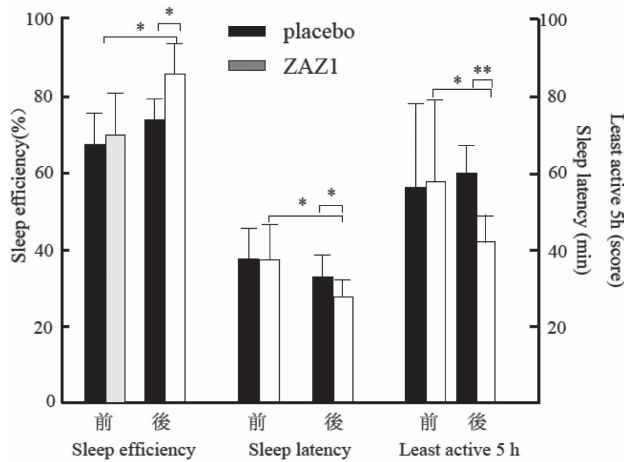 100
80
60
40
20
0
Sleep efficiency(%)
placebo
ZAZ1
*
*
*
*
*
**
100
80
60
40
20
Sleep latency (min)
Least active 5h (score)
前 後 前 後 前 後
Sleep efficiency Sleep latency Least active 5 h